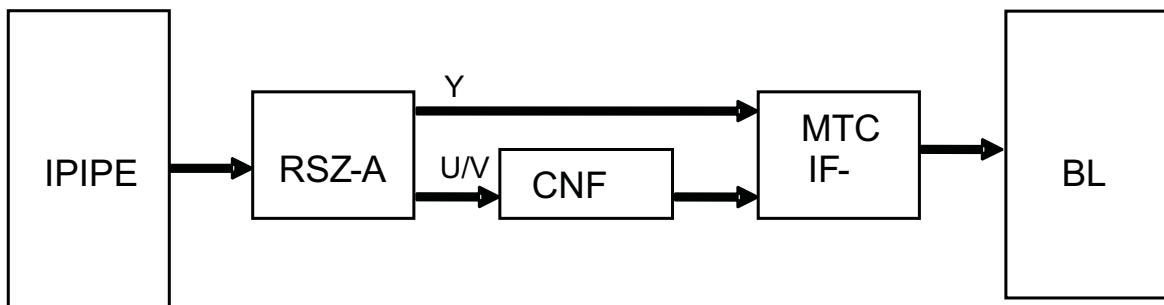 IPIPE
RSZ-A
Y
U/V
CNF
MTC
IF-
BL